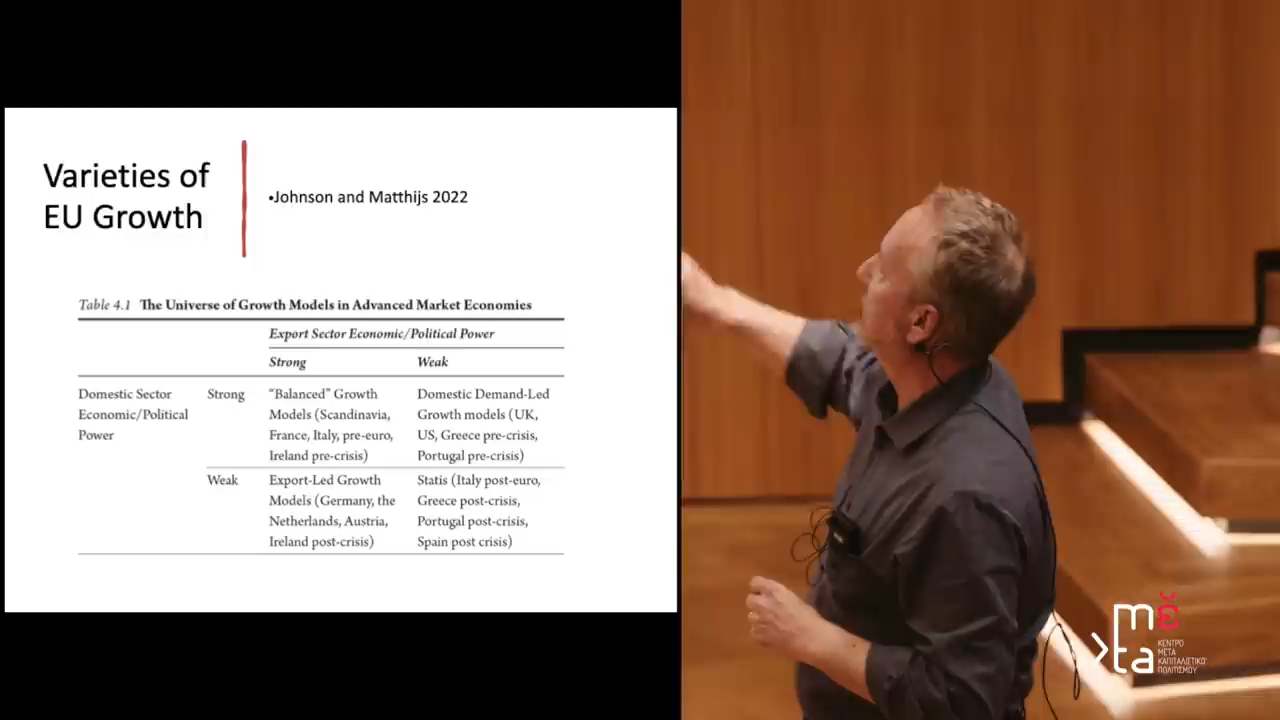 Varieties of
EU Growth
•Johnson and Matthijs 2022
Table 4.1 The Universe of Growth Models in Advanced Market Economies
Export Sector Economic/Political Power
Strong Weak
Domestic Sector Strong “Balanced” Growth Domestic Demand-Led
Economic/Political Models (Scandinavia, Growth models (UK,
Power France, Italy, pre-euro, US, Greece pre-crisis,
Ireland pre-crisis) Portugal pre-crisis)
Weak Export-Led Growth Statis (Italy post-euro,
Models (Germany, the Greece post-crisis,
Netherlands, Austria, Portugal post-crisis,
Ireland post-crisis) Spain post crisis)
mέta
ΚΕΝΤΡΟ
ΜΕΤΑ
ΚΑΠΙΤΑΛΙΣΤΙΚΟΥ
ΠΟΛΙΤΙΣΜΟΥ